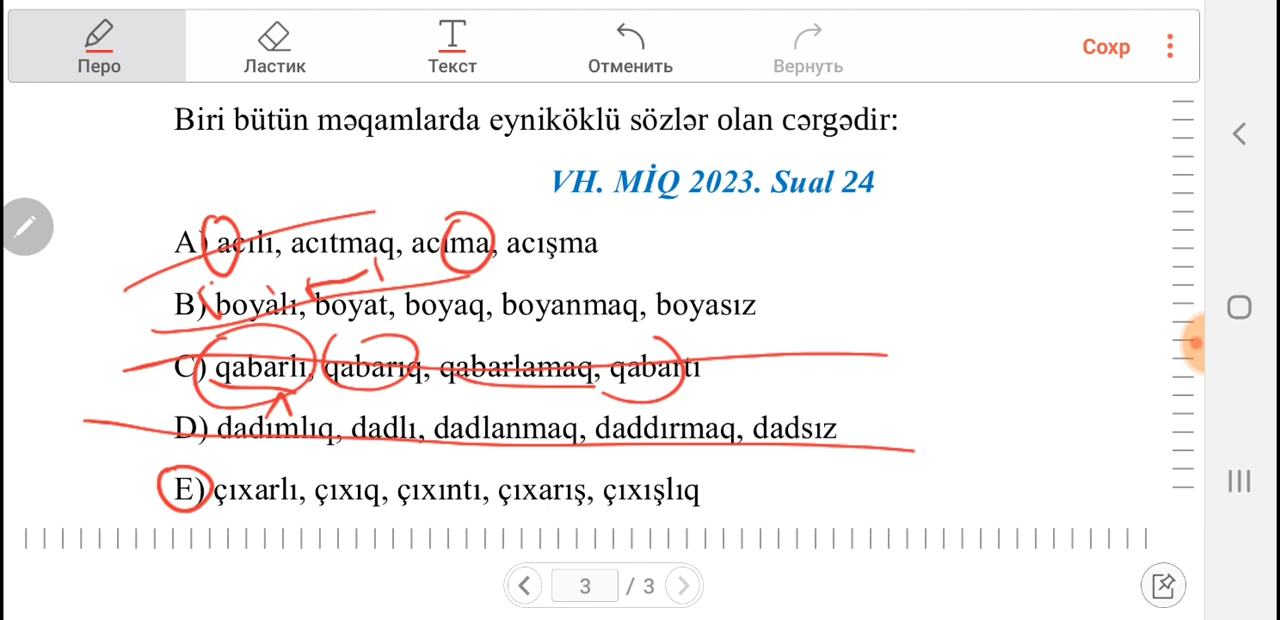 Перо Ластик Текст Отменить Вернуть Сохр
Biri bütün məqamlarda eyniköklü sözlər olan cərgədir:
VH. MİQ 2023. Sual 24
A) acılı, acıtmaq, acıma, acışma
B) boyalı, boyat, boyaq, boyanmaq, boyasız
C) qabarlı, qabarıq, qabarlamaq, qabartı
D) dadımlıq, dadlı, dadlanmaq, daddırmaq, dadsız
E) çıxarlı, çıxıq, çıxıntı, çıxarış, çıxışlıq
3 / 3